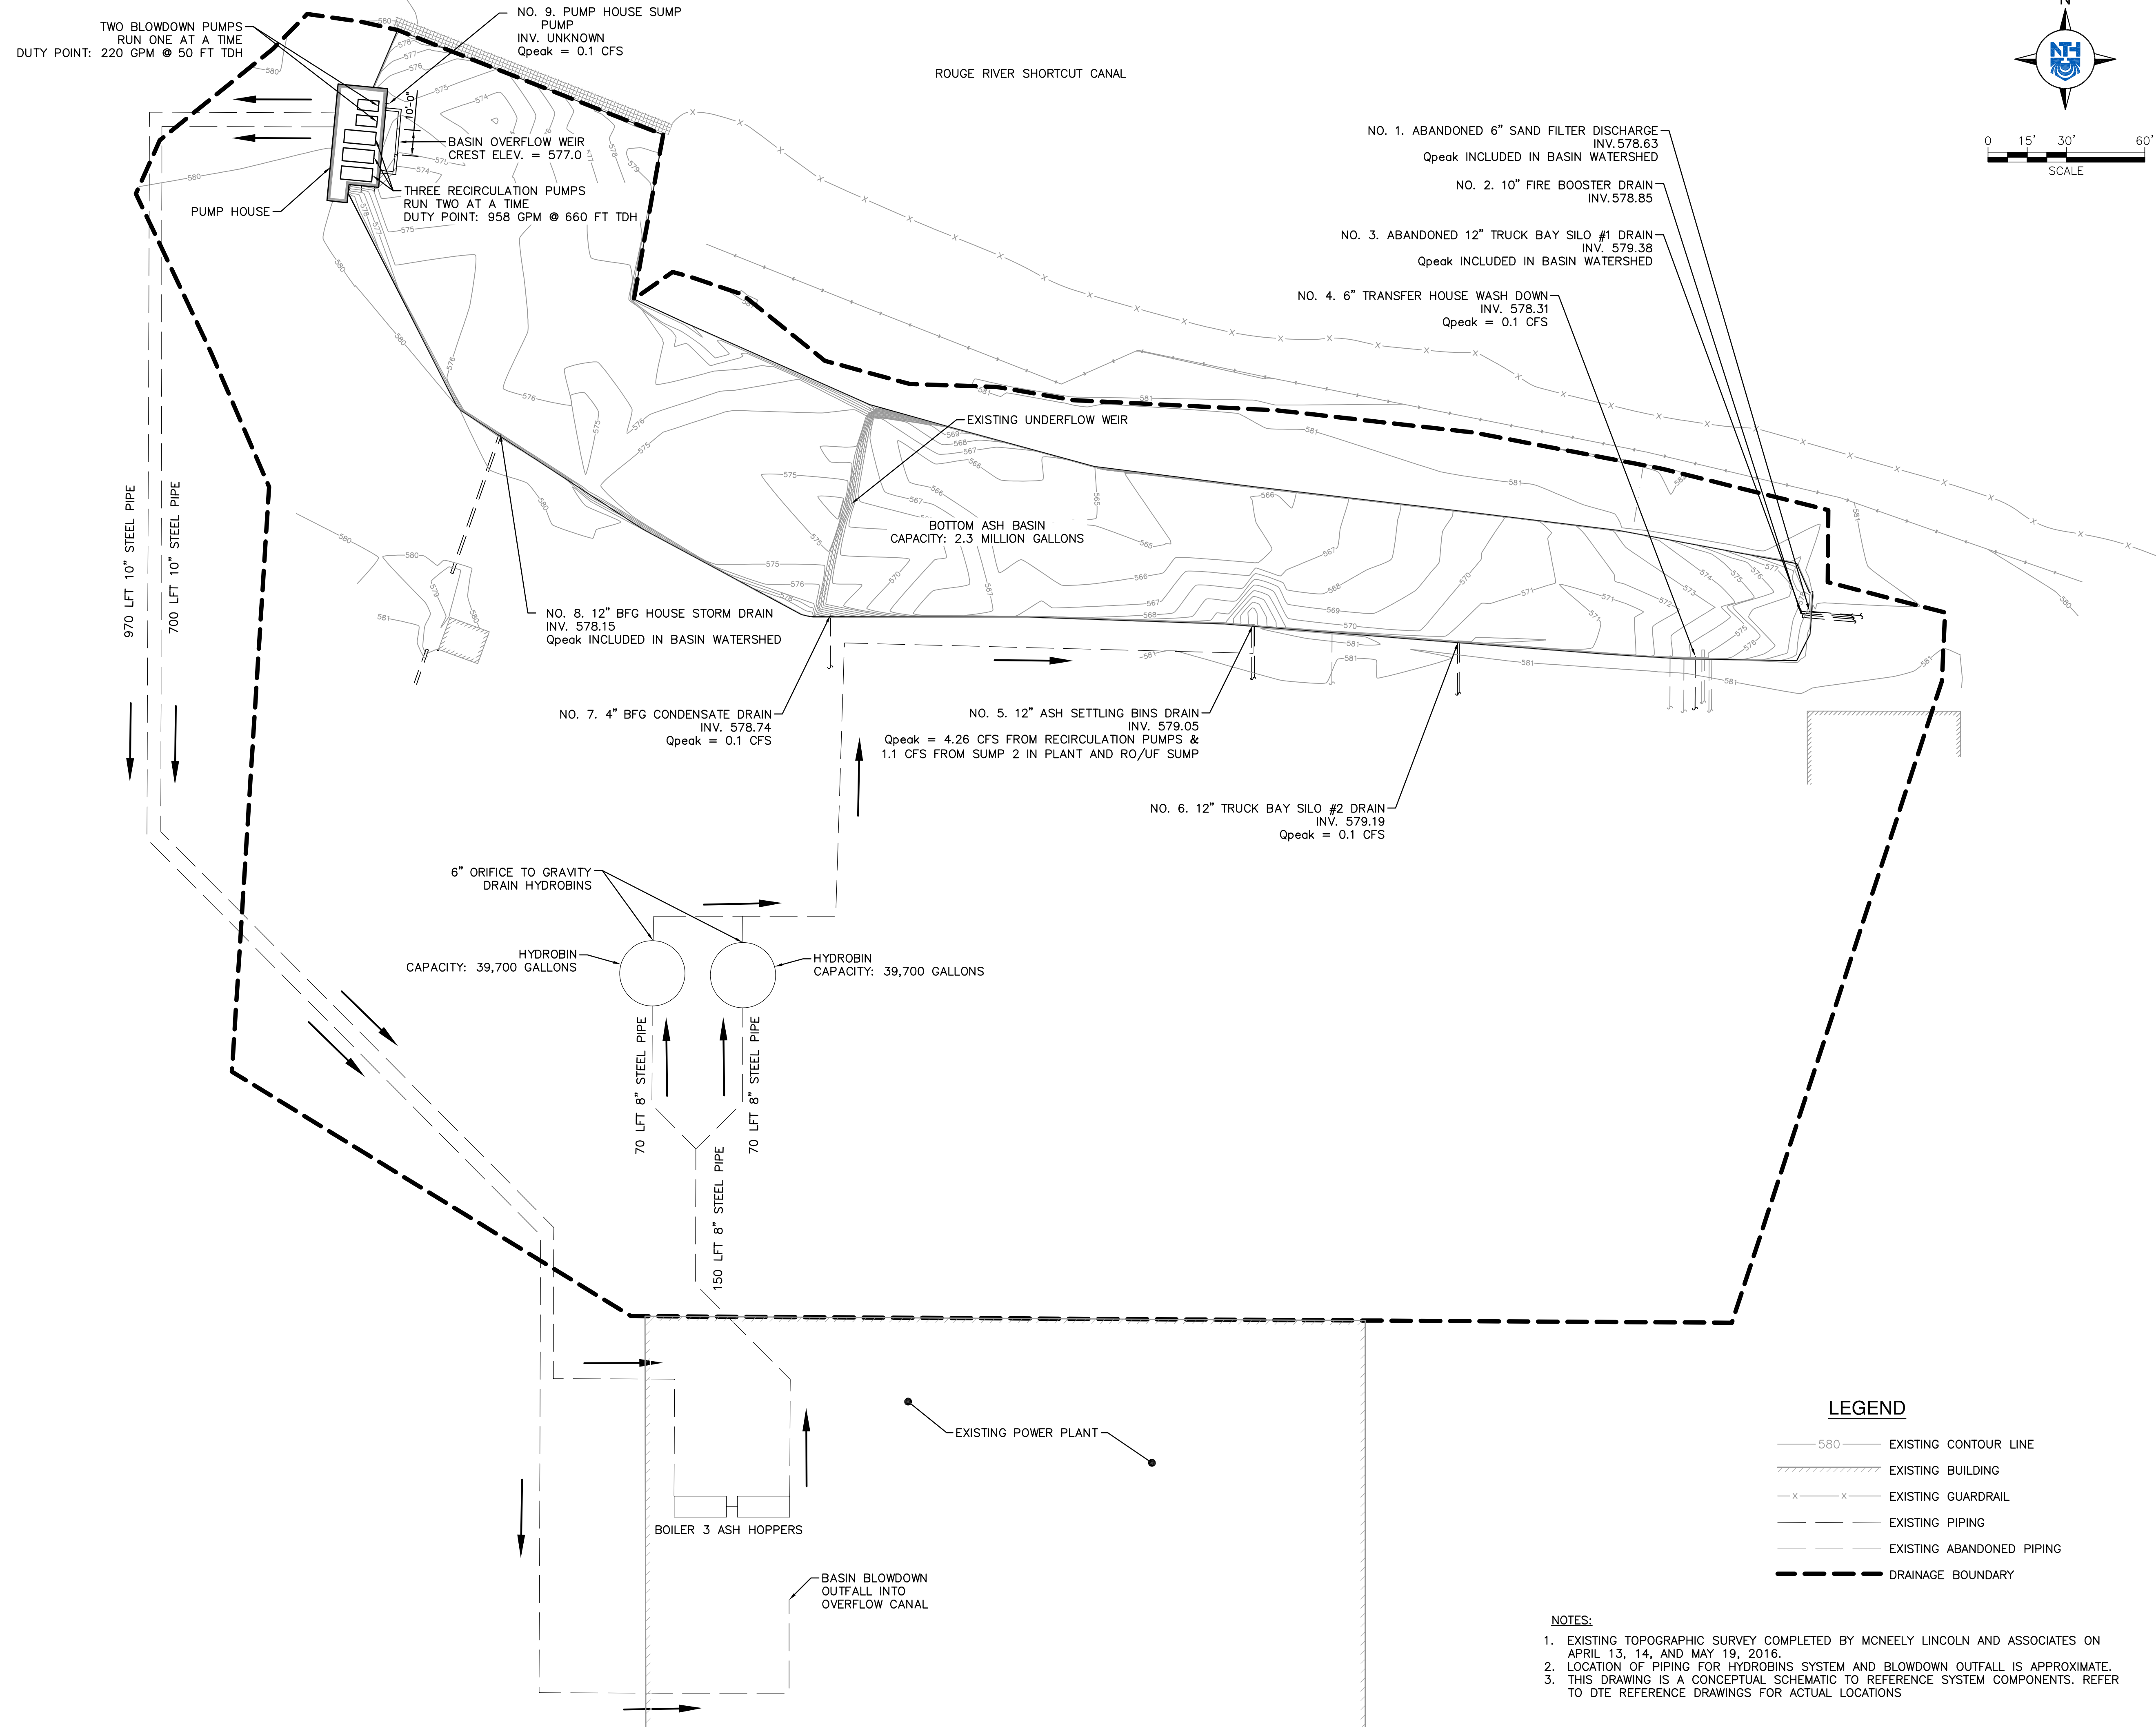 TWO BLOWDOWN PUMPS
RUN ONE AT A TIME
DUTY POINT: 220 GPM @ 50 FT TDH
NO. 9. PUMP HOUSE SUMP
PUMP
INV. UNKNOWN
Qpeak = 0.1 CFS
ROUGE RIVER SHORTCUT CANAL
N
NTH
0 15' 30' 60'
SCALE
10'-0"
BASIN OVERFLOW WEIR
CREST ELEV. = 577.0
THREE RECIRCULATION PUMPS
RUN TWO AT A TIME
DUTY POINT: 958 GPM @ 660 FT TDH
PUMP HOUSE
NO. 1. ABANDONED 6" SAND FILTER DISCHARGE
INV.578.63
Qpeak INCLUDED IN BASIN WATERSHED
NO. 2. 10" FIRE BOOSTER DRAIN
INV.578.85
NO. 3. ABANDONED 12" TRUCK BAY SILO #1 DRAIN
INV. 579.38
Qpeak INCLUDED IN BASIN WATERSHED
NO. 4. 6" TRANSFER HOUSE WASH DOWN
INV. 578.31
Qpeak = 0.1 CFS
EXISTING UNDERFLOW WEIR
BOTTOM ASH BASIN
CAPACITY: 2.3 MILLION GALLONS
970 LFT 10" STEEL PIPE
700 LFT 10" STEEL PIPE
NO. 8. 12" BFG HOUSE STORM DRAIN
INV. 578.15
Qpeak INCLUDED IN BASIN WATERSHED
NO. 7. 4" BFG CONDENSATE DRAIN
INV. 578.74
Qpeak = 0.1 CFS
NO. 5. 12" ASH SETTLING BINS DRAIN
INV. 579.05
Qpeak = 4.26 CFS FROM RECIRCULATION PUMPS &
1.1 CFS FROM SUMP 2 IN PLANT AND RO/UF SUMP
NO. 6. 12" TRUCK BAY SILO #2 DRAIN
INV. 579.19
Qpeak = 0.1 CFS
6" ORIFICE TO GRAVITY
DRAIN HYDROBINS
HYDROBIN
CAPACITY: 39,700 GALLONS
HYDROBIN
CAPACITY: 39,700 GALLONS
70 LFT 8" STEEL PIPE
70 LFT 8" STEEL PIPE
150 LFT 8" STEEL PIPE
EXISTING POWER PLANT
BOILER 3 ASH HOPPERS
BASIN BLOWDOWN
OUTFALL INTO
OVERFLOW CANAL
LEGEND
580 EXISTING CONTOUR LINE
EXISTING BUILDING
X X EXISTING GUARDRAIL
EXISTING PIPING
EXISTING ABANDONED PIPING
DRAINAGE BOUNDARY
NOTES:
1. EXISTING TOPOGRAPHIC SURVEY COMPLETED BY MCNEELY LINCOLN AND ASSOCIATES ON
APRIL 13, 14, AND MAY 19, 2016.
2. LOCATION OF PIPING FOR HYDROBINS SYSTEM AND BLOWDOWN OUTFALL IS APPROXIMATE.
3. THIS DRAWING IS A CONCEPTUAL SCHEMATIC TO REFERENCE SYSTEM COMPONENTS. REFER
TO DTE REFERENCE DRAWINGS FOR ACTUAL LOCATIONS